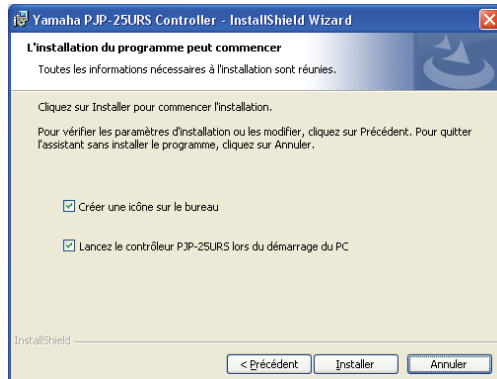 Yamaha PJP-25URS Controller - InstallShield Wizard
L'installation du programme peut commencer
Toutes les informations nécessaires à l'installation sont réunies.
Cliquez sur Installer pour commencer l'installation.
Pour vérifier les paramètres d'installation ou les modifier, cliquez sur Précédent. Pour quitter
l'assistant sans installer le programme, cliquez sur Annuler.
Créer une icône sur le bureau
Lancez le contrôleur PJP-25URS lors du démarrage du PC
InstallShield
< Précédent
Installer
Annuler